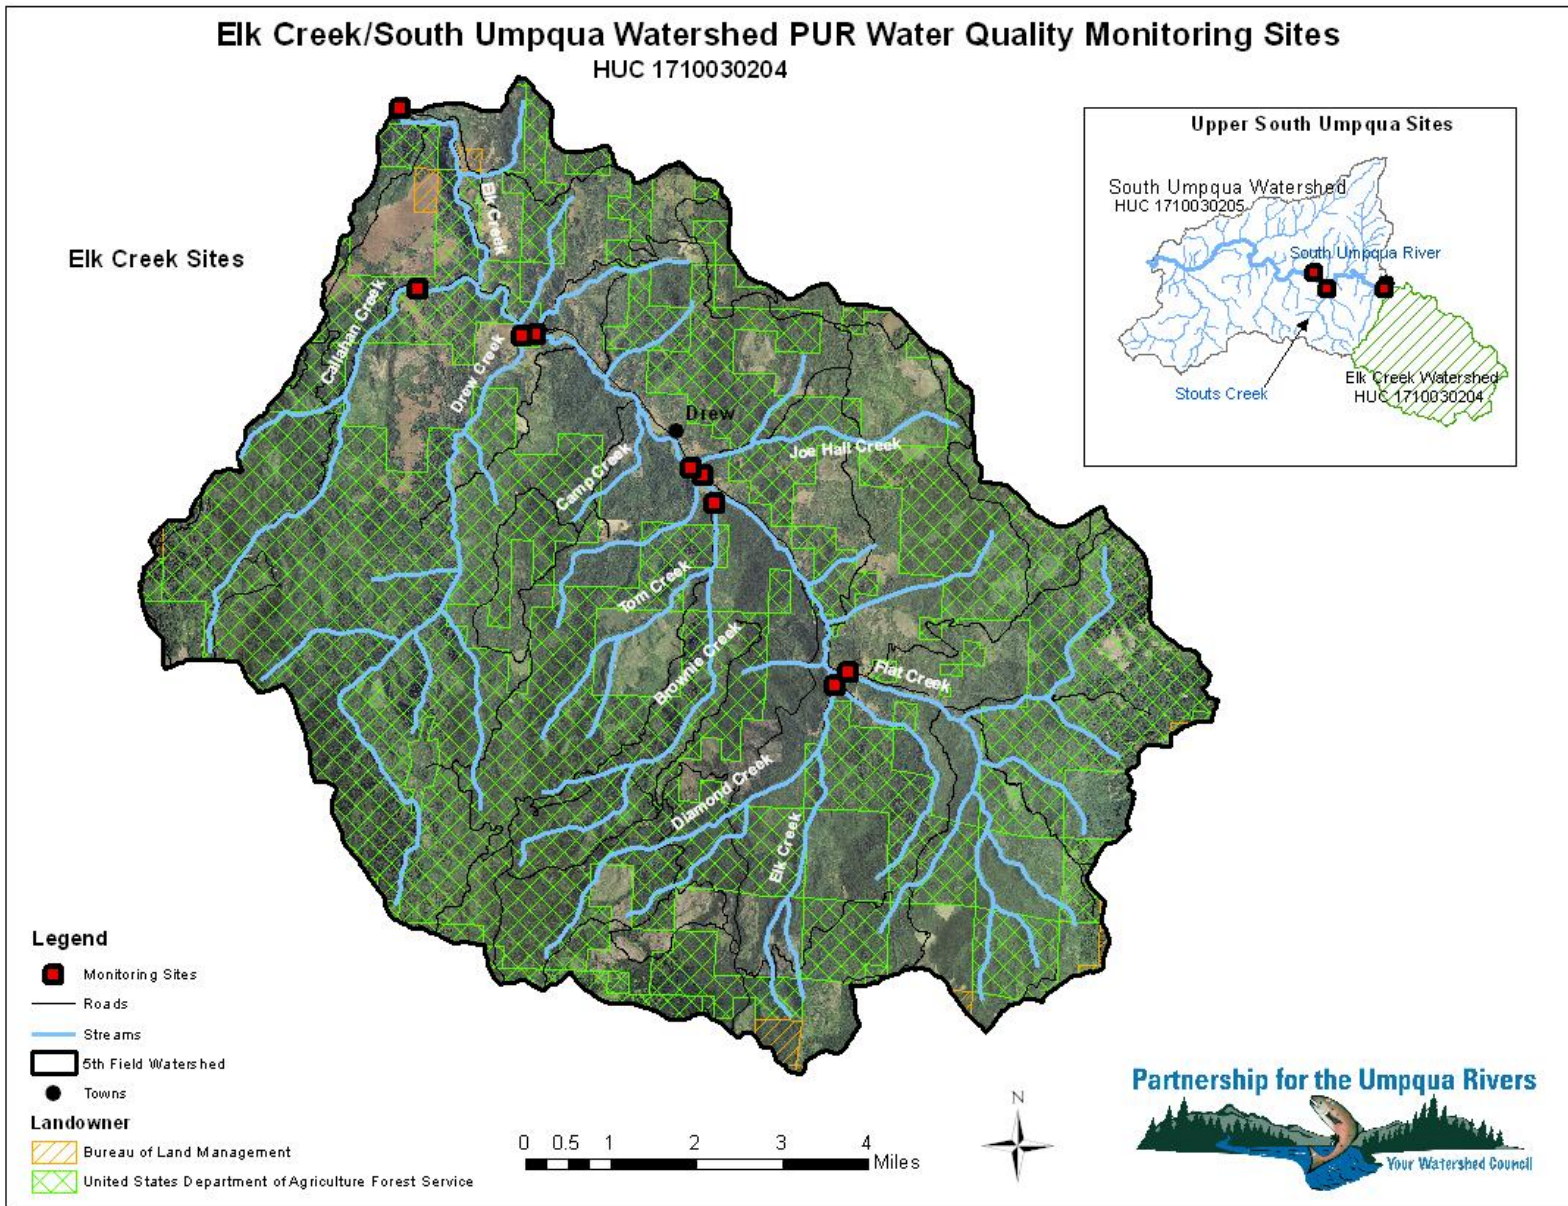 Elk Creek/South Umpqua Watershed PUR Water Quality Monitoring Sites
HUC 1710030204
Upper South Umpqua Sites
South Umpqua Watershed
HUC 1710030205
South Umpqua River
Stouts Creek
Elk Creek Watershed
HUC 1710030204
Elk Creek Sites
Elk Creek
Callahan Creek
Drew Creek
Drew
Camp Creek
Joe Hall Creek
Tom Creek
Brownie Creek
Flat Creek
Diamond Creek
Elk Creek
Legend
Monitoring Sites
Roads
Streams
5th Field Watershed
Towns
Landowner
Bureau of Land Management
United States Department of Agriculture Forest Service
0 0.5 1 2 3 4
Miles
N
Partnership for the Umpqua Rivers
Your Watershed Council